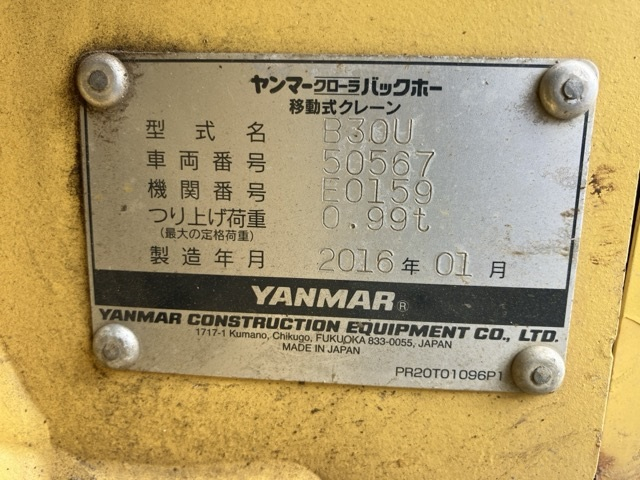 ヤンマークローラバックホー
移動式クレーン
型式名 B30U
車両番号 50567
機関番号 E0159
つり上げ荷重 0.99t
(最大の定格荷重)
製造年月 2016年01月
YANMAR®
YANMAR CONSTRUCTION EQUIPMENT CO., LTD.
1717-1 Kumano, Chikugo, FUKUOKA 833-0055, JAPAN
MADE IN JAPAN
PR20T01096P1